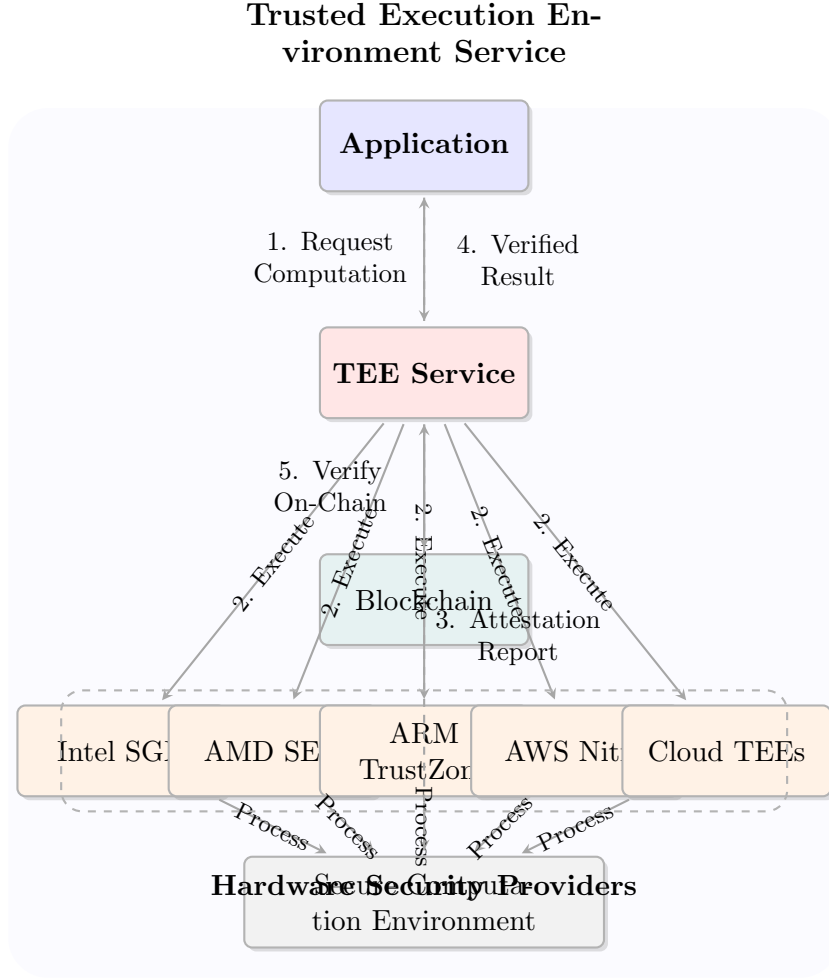 Trusted Execution En-
vironment Service
Application
1. Request
Computation
4. Verified
Result
TEE Service
5. Verify
On-Chain
2. Execute
2. Execute
2. Execute
2. Execute
2. Execute
Blockchain
3. Attestation
Report
Intel SG
AMD SE
ARM
TrustZon
AWS Nit
Cloud TEEs
Process
Process
Process
Process
Process
Hardware Security Providers
Secure Computa-
tion Environment